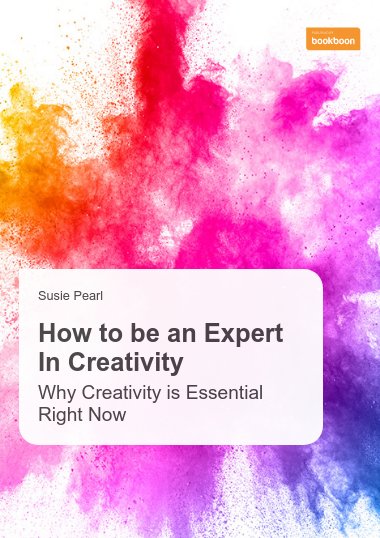 bookboon
Susie Pearl
How to be an Expert
In Creativity
Why Creativity is Essential
Right Now